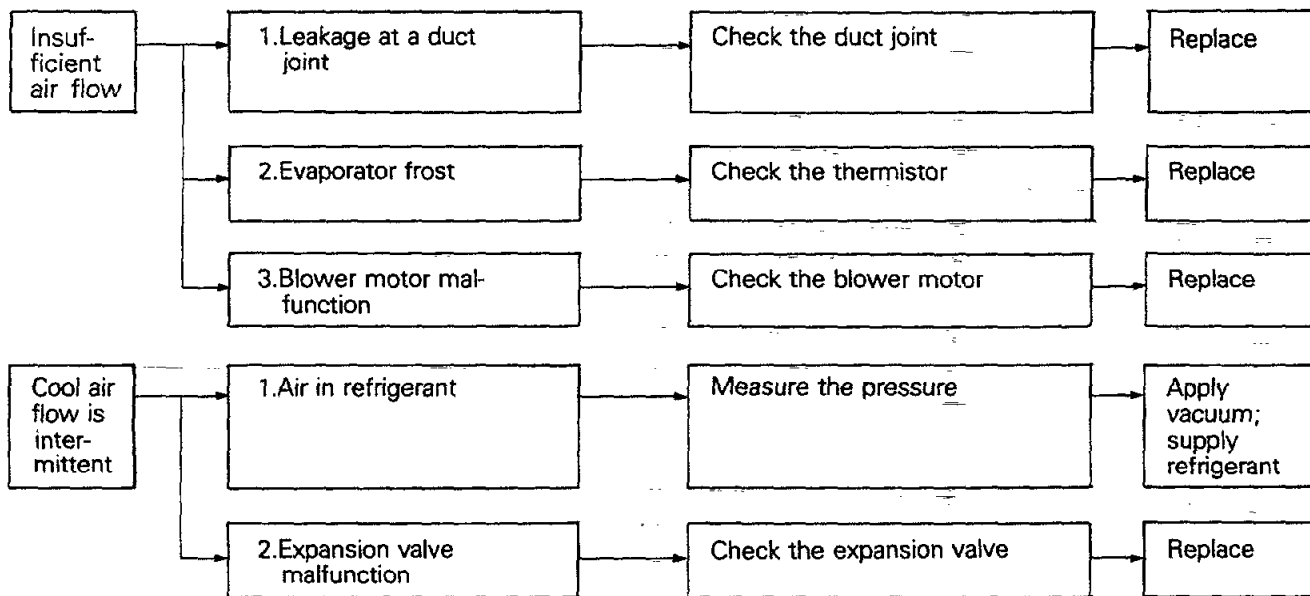 Insuf-
ficient
air flow
1.Leakage at a duct
joint
Check the duct joint
Replace
2.Evaporator frost
Check the thermistor
Replace
3.Blower motor mal-
function
Check the blower motor
Replace
Cool air
flow is
inter-
mittent
1.Air in refrigerant
Measure the pressure
Apply
vacuum;
supply
refrigerant
2.Expansion valve
malfunction
Check the expansion valve
Replace